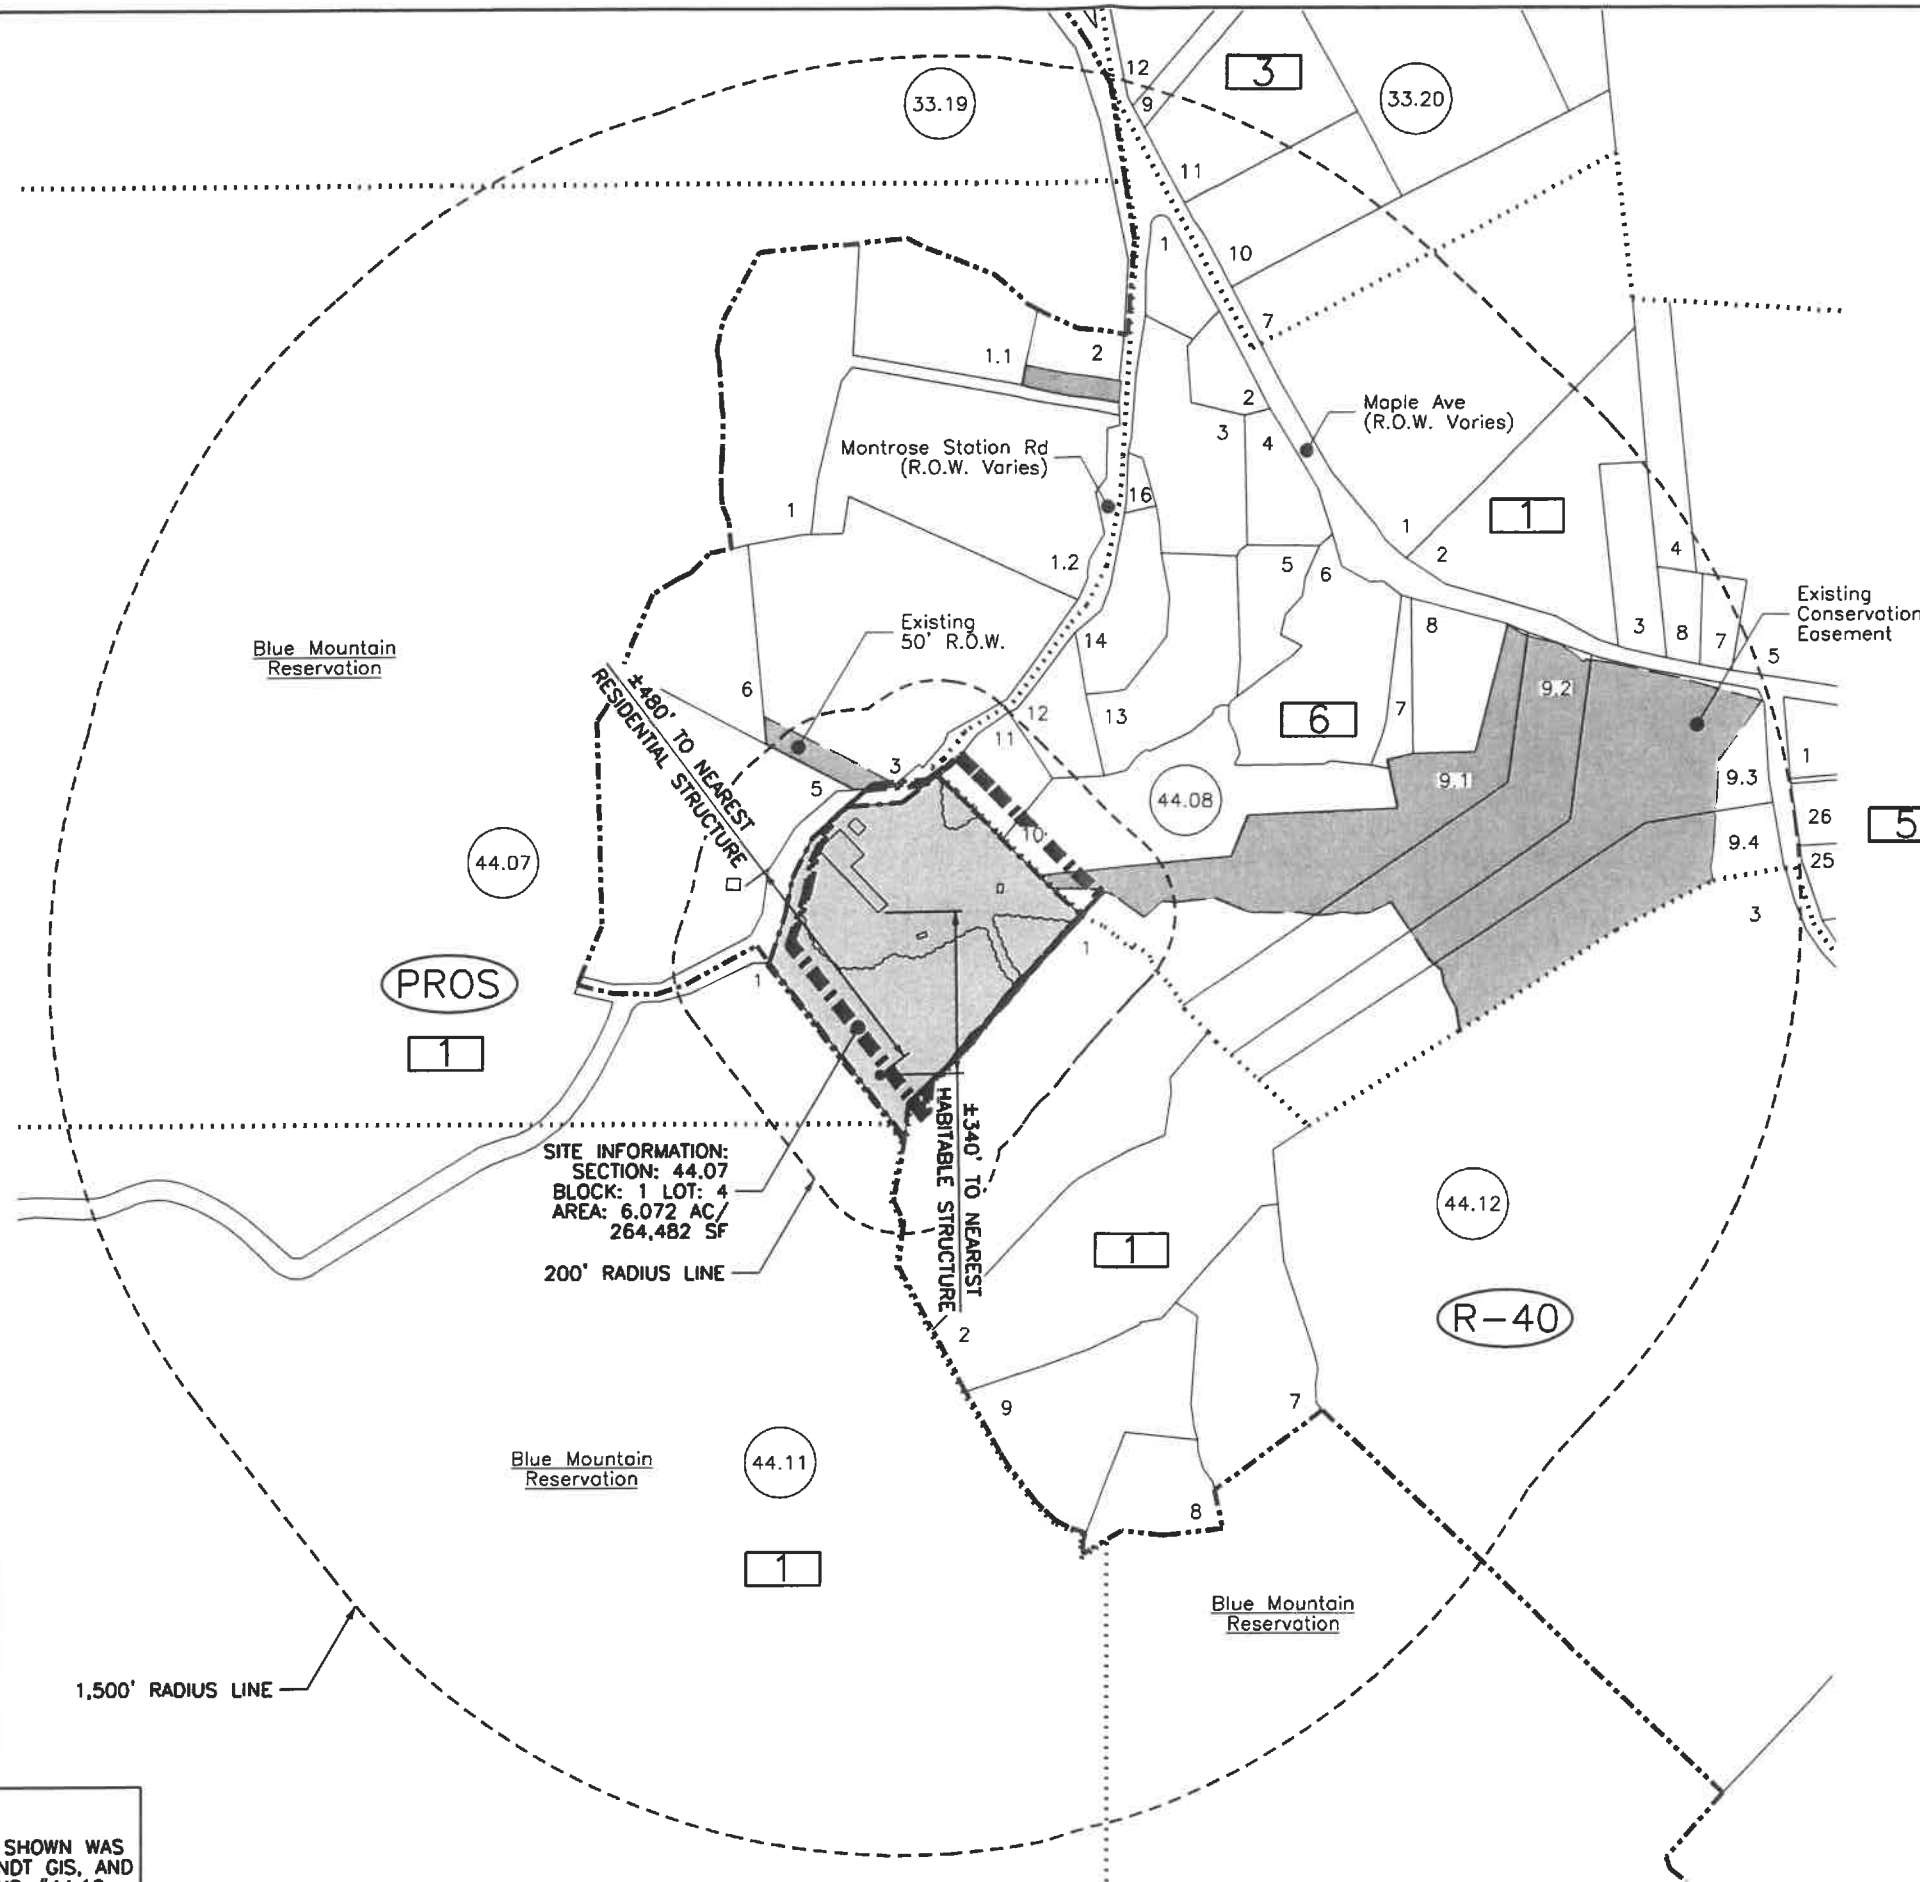 12
3
33.19
33.20
9
11
1
10
7
1.1
2
2
Maple Ave
(R.O.W. Varies)
3
4
Montrose Station Rd
(R.O.W. Varies)
16
1
1
1
2
1.2
5
6
4
Existing
Conservation
Easement
Existing
50' R.O.W.
14
8
3
8
7
5
Blue Mountain
Reservation
6
9.2
±480' TO NEAREST
RESIDENTIAL STRUCTURE
12
13
7
6
11
3
5
9.1
9.3
1
44.08
26
5
10
9.4
25
44.07
3
1
PROS
1
1
±340' TO NEAREST
HABITABLE STRUCTURE
SITE INFORMATION:
SECTION: 44.07
BLOCK: 1 LOT: 4
AREA: 6.072 AC/
264,482 SF
44.12
1
200' RADIUS LINE
R-40
2
7
9
Blue Mountain
Reservation
44.11
8
1
Blue Mountain
Reservation
1,500' RADIUS LINE
SHOWN WAS
NDT GIS, AND